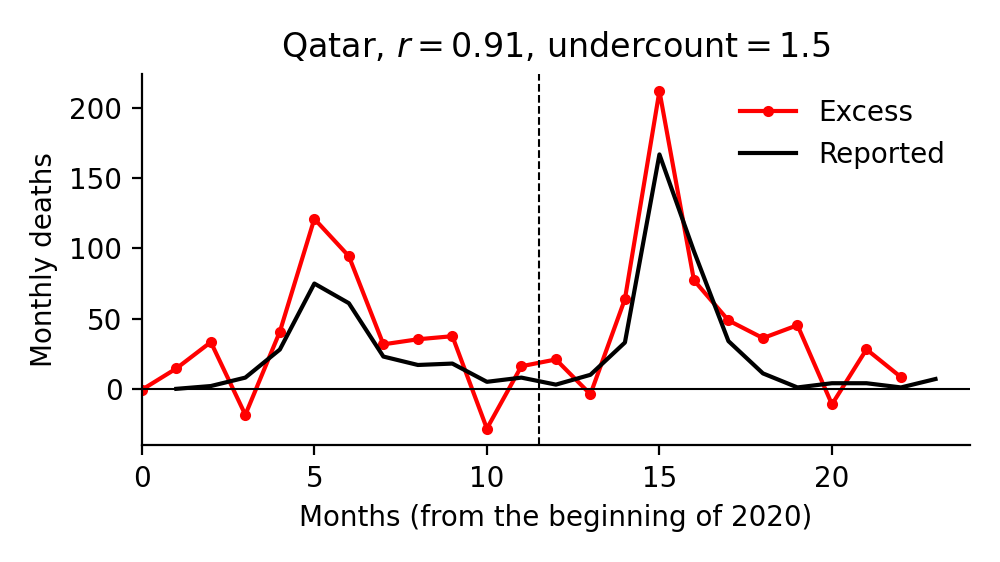 Qatar, r = 0.91, undercount = 1.5
Monthly deaths
200
150
100
50
0
Excess
Reported
0 5 10 15 20
Months (from the beginning of 2020)